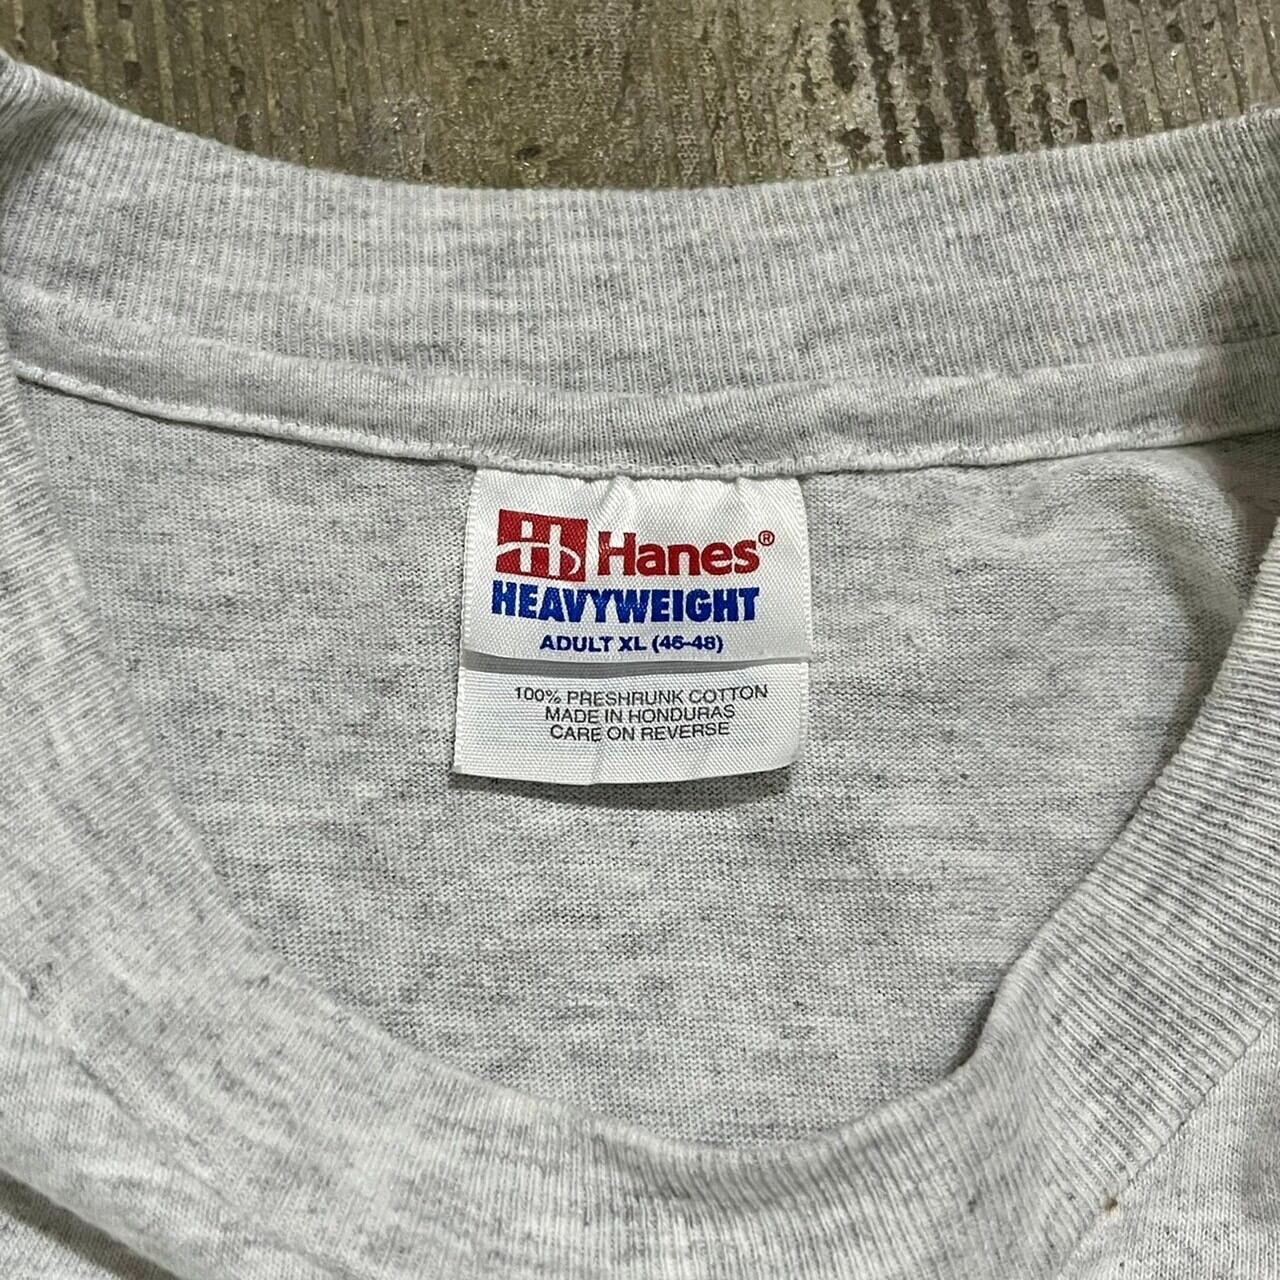 Hanes®
HEAVYWEIGHT
ADULT XL (46-48)
100% PRESHRUNK COTTON
MADE IN HONDURAS
CARE ON REVERSE